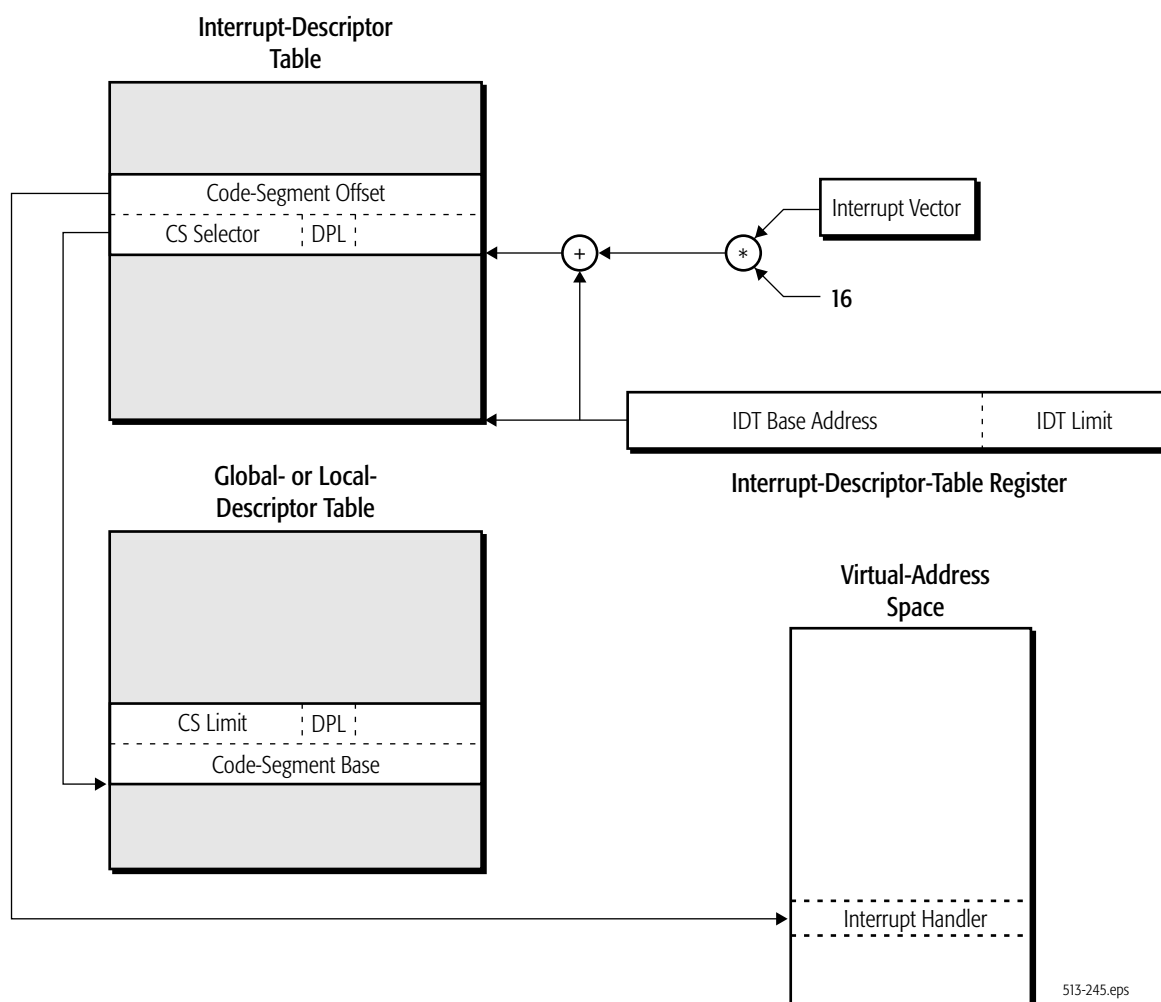 Interrupt-Descriptor
Table
Code-Segment Offset
CS Selector DPL
Interrupt Vector
+
*
16
IDT Base Address IDT Limit
Interrupt-Descriptor-Table Register
Global- or Local-
Descriptor Table
CS Limit DPL
Code-Segment Base
Virtual-Address
Space
Interrupt Handler
513-245.eps